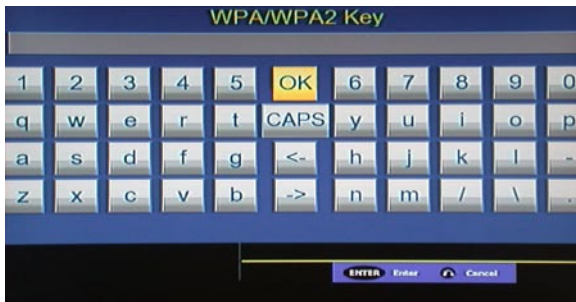 WPA/WPA2 Key
1 2 3 4 5 OK 6 7 8 9 0
q w e r t CAPS y u i o p
a s d f g <- h j k l -
z x c v b -> n m / \ .
ENTER Enter Cancel